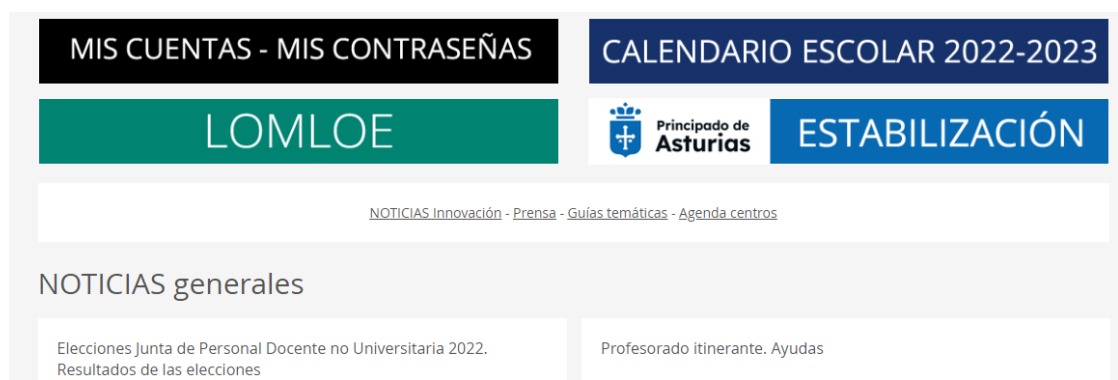 MIS CUENTAS - MIS CONTRASEÑAS
CALENDARIO ESCOLAR 2022-2023
LOMLOE
Principado de
Asturias
ESTABILIZACIÓN
NOTICIAS Innovación - Prensa - Guías temáticas - Agenda centros
NOTICIAS generales
Elecciones Junta de Personal Docente no Universitaria 2022.
Resultados de las elecciones
Profesorado itinerante. Ayudas